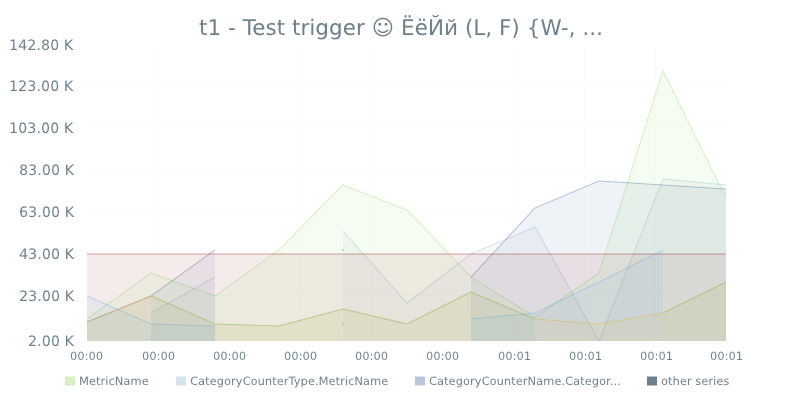 t1 - Test trigger ☺ ЁёЙй (L, F) {W-, ...
142.80 K
123.00 K
103.00 K
83.00 K
63.00 K
43.00 K
23.00 K
2.00 K
00:00 00:00 00:00 00:00 00:00 00:00 00:01 00:01 00:01 00:01
MetricName CategoryCounterType.MetricName CategoryCounterName.Categor... other series